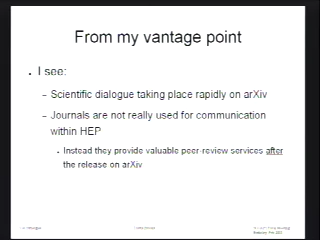 From my vantage point
• I see:
– Scientific dialogue taking place rapidly on arXiv
– Journals are not really used for communication
within HEP
• Instead they provide valuable peer-review services after
the release on arXiv